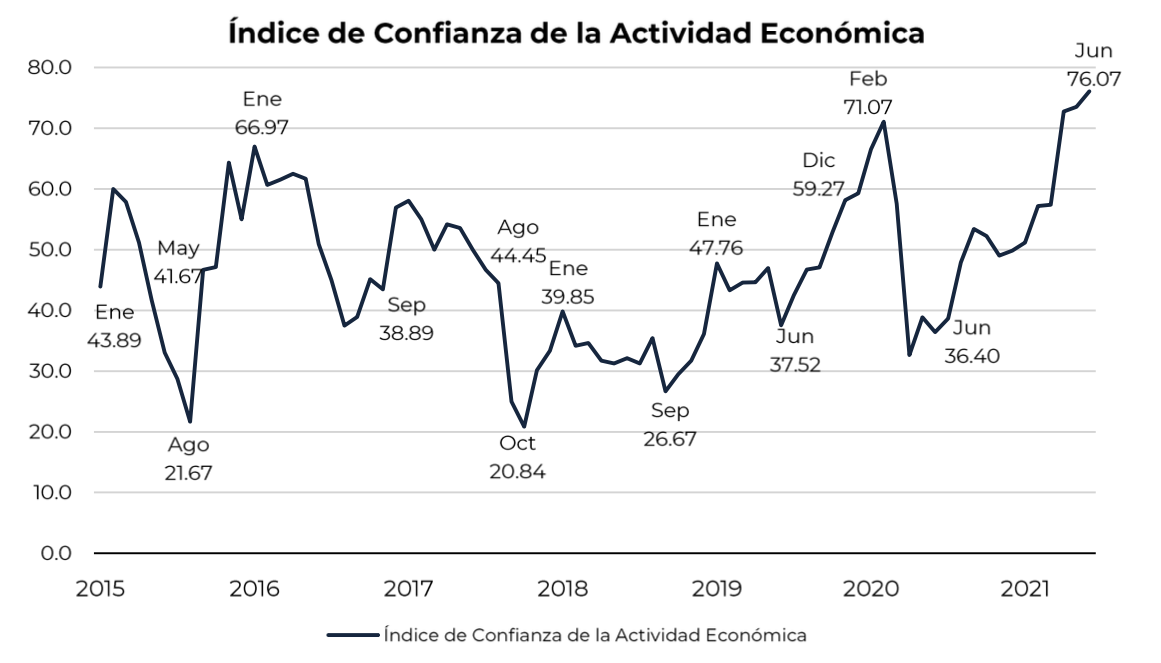 Índice de Confianza de la Actividad Económica
80.0
70.0
60.0
50.0
40.0
30.0
20.0
10.0
0.0
Ene
43.89
May
41.67
Ago
21.67
Ene
66.97
Sep
38.89
Ago
44.45
Oct
20.84
Ene
39.85
Sep
26.67
Ene
47.76
Jun
37.52
Dic
59.27
Feb
71.07
Jun
36.40
Jun
76.07
2015 2016 2017 2018 2019 2020 2021
Índice de Confianza de la Actividad Económica